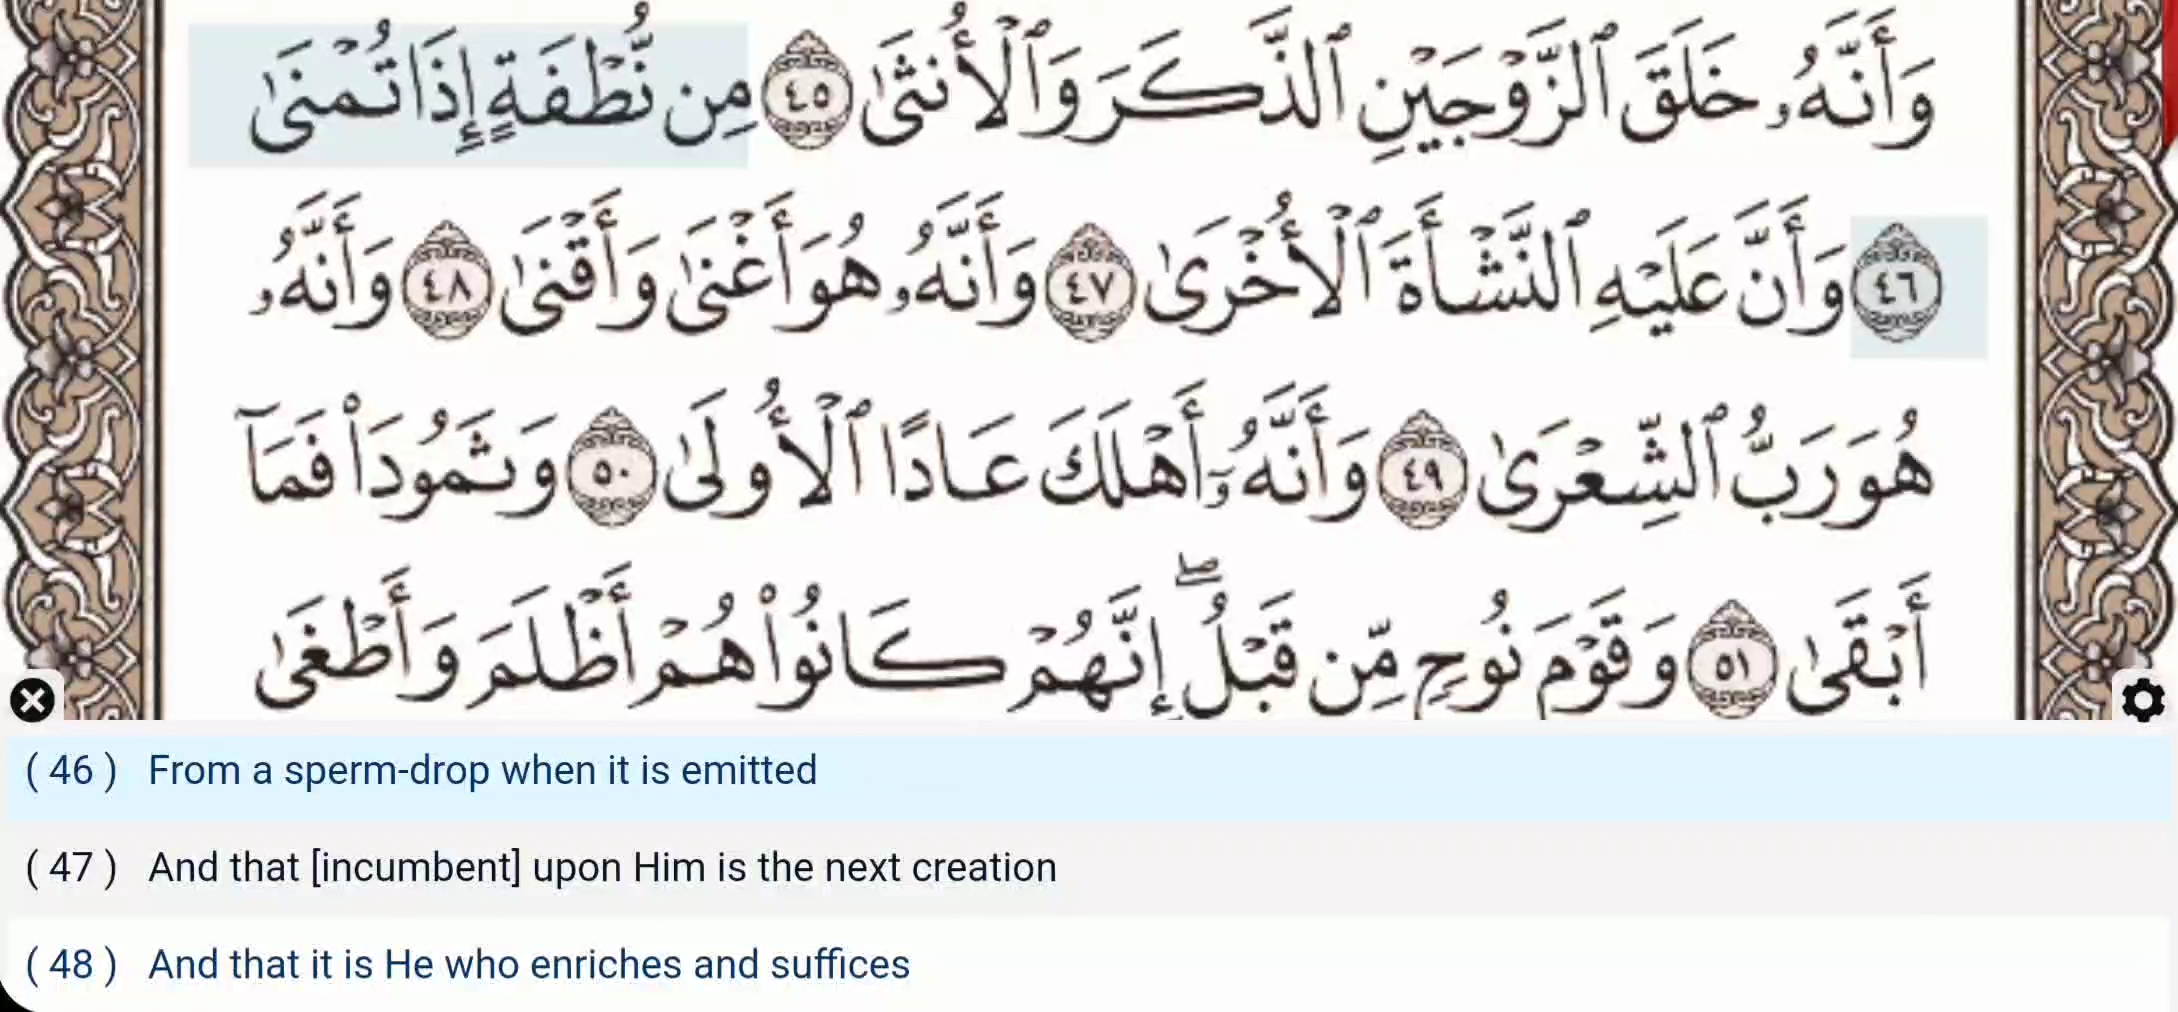 وَأَنَّهُۥ خَلَقَ ٱلزَّوْجَيْنِ ٱلذَّكَرَ وَٱلْأُنثَىٰ ٤٥ مِن نُّطْفَةٍ إِذَا تُمْنَىٰ
٤٦ وَأَنَّ عَلَيْهِ ٱلنَّشْأَةَ ٱلْأُخْرَىٰ ٤٧ وَأَنَّهُۥ هُوَ أَغْنَىٰ وَأَقْنَىٰ ٤٨ وَأَنَّهُۥ
هُوَ رَبُّ ٱلشِّعْرَىٰ ٤٩ وَأَنَّهُۥٓ أَهْلَكَ عَادًا ٱلْأُولَىٰ ٥٠ وَثَمُودَا۟ فَمَآ
أَبْقَىٰ ٥١ وَقَوْمَ نُوحٍ مِّن قَبْلُ ۖ إِنَّهُمْ كَانُوا۟ هُمْ أَظْلَمَ وَأَطْغَىٰ
( 46 ) From a sperm-drop when it is emitted
( 47 ) And that [incumbent] upon Him is the next creation
( 48 ) And that it is He who enriches and suffices